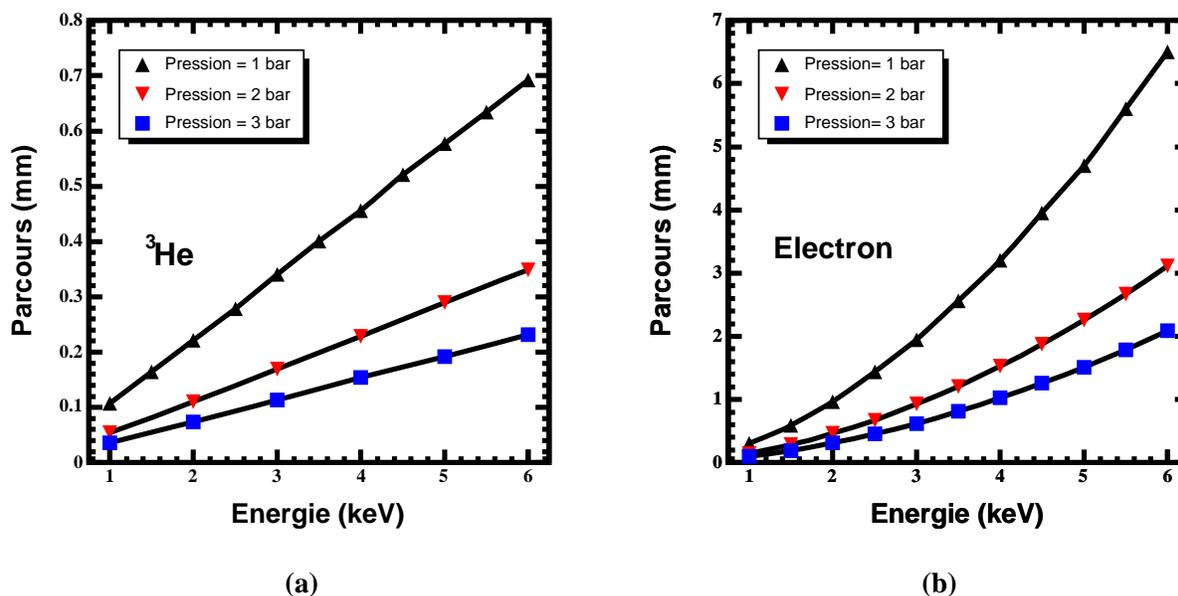 0.8
0.7
0.6
0.5
0.4
0.3
0.2
0.1
0
Parcours (mm)
Pression = 1 bar
Pression = 2 bar
Pression = 3 bar
³He
1 2 3 4 5 6
Energie (keV)
(a)
7
6
5
4
3
2
1
0
Parcours (mm)
Pression= 1 bar
Pression= 2 bar
Pression= 3 bar
Electron
1 2 3 4 5 6
Energie (keV)
(b)